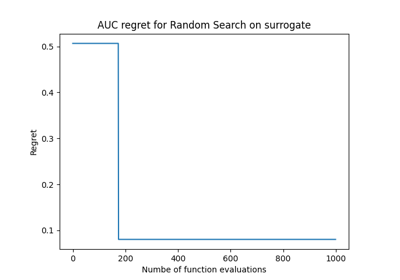 AUC regret for Random Search on surrogate
0.5
0.4
0.3
0.2
0.1
Regret
0 200 400 600 800 1000
Numbe of function evaluations